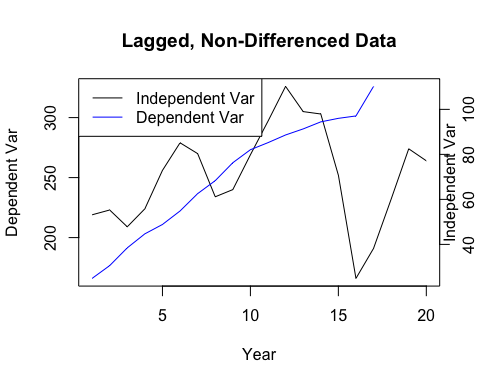 Lagged, Non-Differenced Data
Independent Var
Dependent Var
Dependent Var
300
250
200
100
80
60
40
Independent Var
5
10
15
20
Year